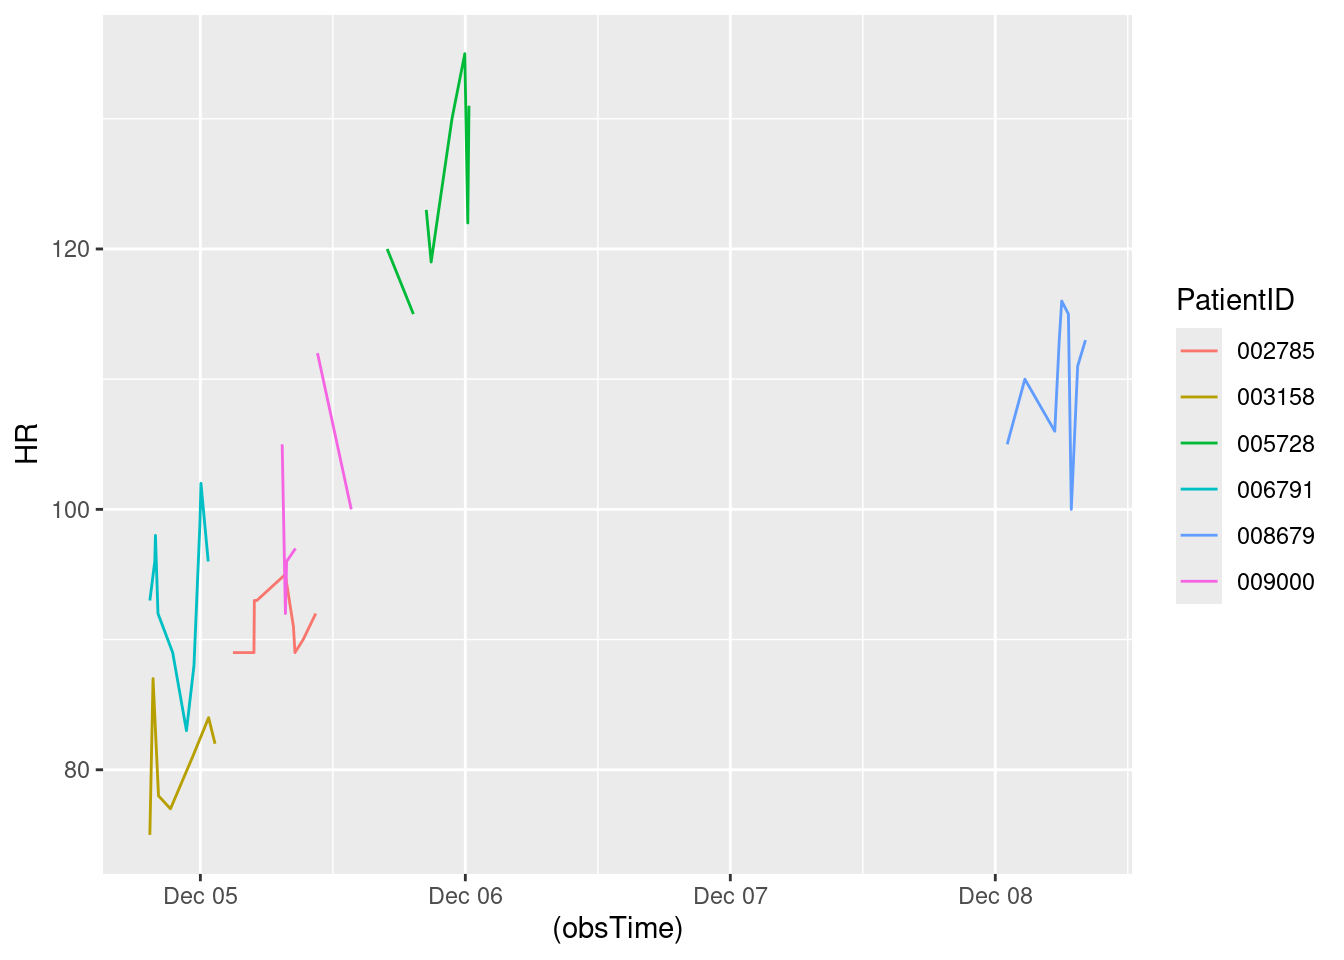 120
100
80
HR
Dec 05
Dec 06
Dec 07
Dec 08
(obsTime)
PatientID
002785
003158
005728
006791
008679
009000